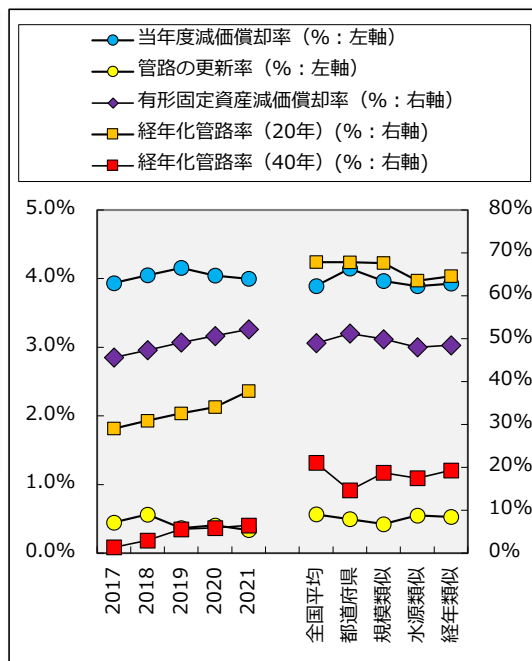 当年度減価償却率（%：左軸）
管路の更新率（%：左軸）
有形固定資産減価償却率（%：右軸）
経年化管路率（20年）(%：右軸)
経年化管路率（40年）(%：右軸)
5.0%
4.0%
3.0%
2.0%
1.0%
0.0%
80%
70%
60%
50%
40%
30%
20%
10%
0%
2017
2018
2019
2020
2021
全国平均
都道府県
規模類似
水源類似
経年類似